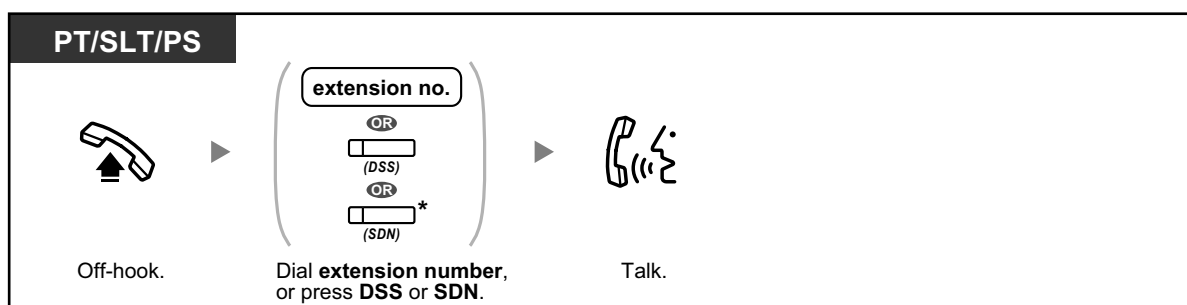 PT/SLT/PS
extension no.
OR
(DSS)
OR
*
(SDN)
Off-hook.
Dial extension number,
or press DSS or SDN.
Talk.